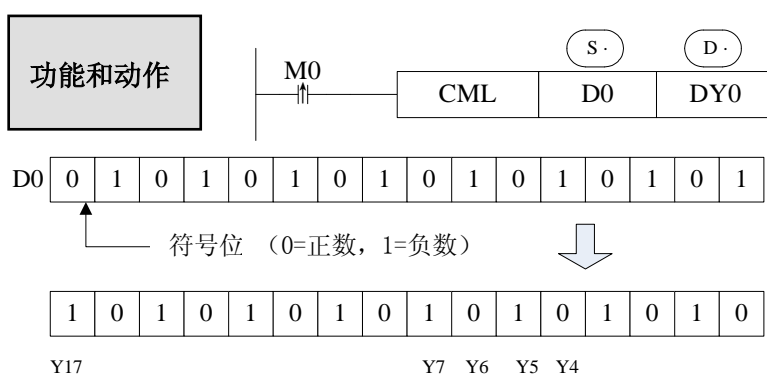 功能和动作
M0
S·
D·
CML D0 DY0
D0 0 1 0 1 0 1 0 1 0 1 0 1 0 1 0 1
符号位 （0=正数，1=负数）
1 0 1 0 1 0 1 0 1 0 1 0 1 0 1 0
Y17 Y7 Y6 Y5 Y4